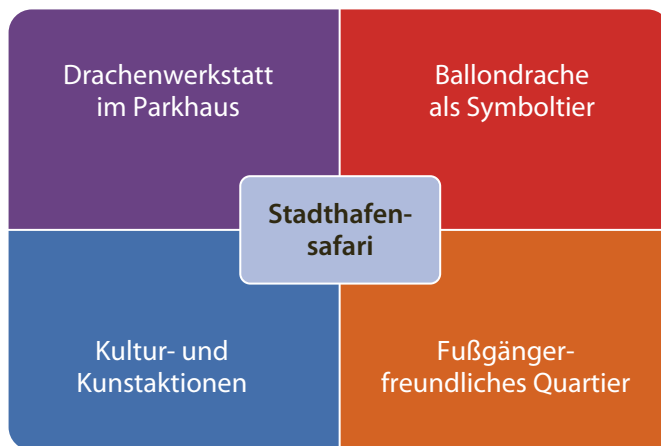 Drachenwerkstatt
im Parkhaus
Ballondrache
als Symboltier
Stadthafen-
safari
Kultur- und
Kunstaktionen
Fußgänger-
freundliches Quartier